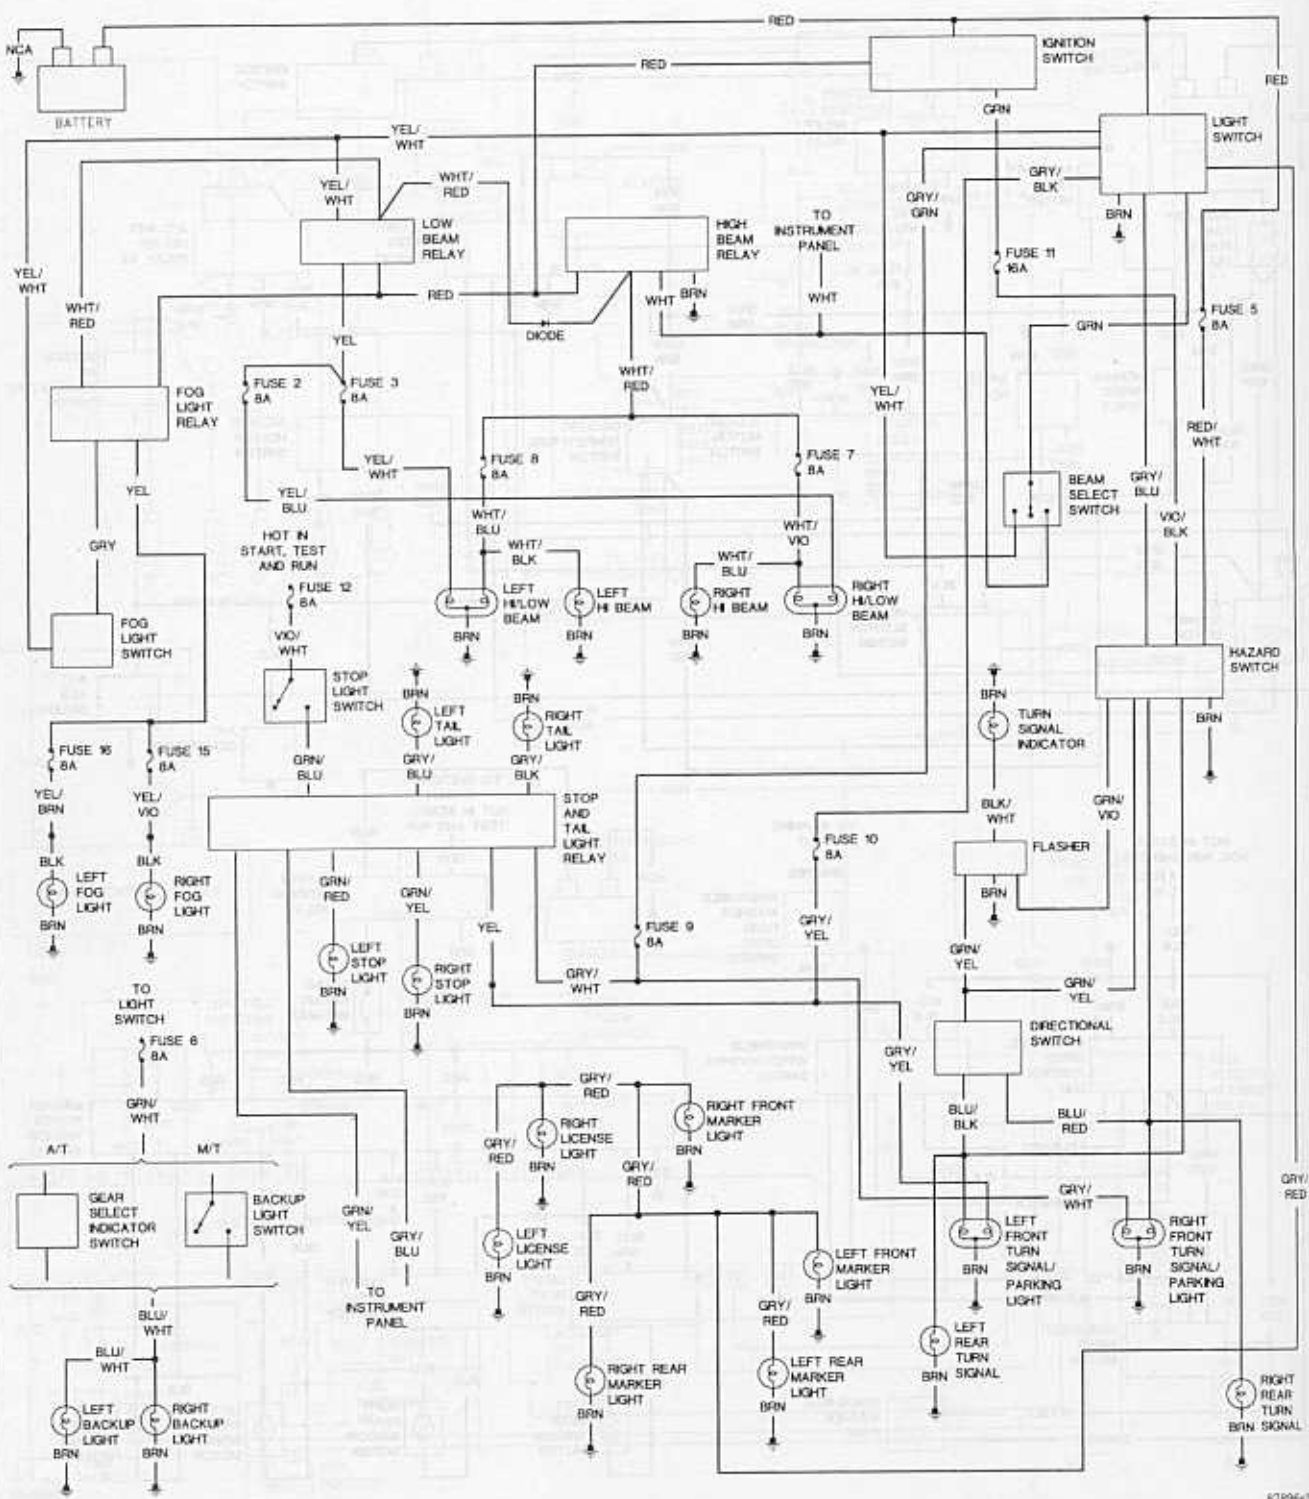 RED
NCA
IGNITION
SWITCH
RED
RED
GRN
BATTERY
LIGHT
SWITCH
YEL/
WHT
WHT/
RED
YEL/
WHT
GRY/
BLK
GRY/
GRN
BRN
LOW
BEAM
RELAY
HIGH
BEAM
RELAY
TO
INSTRUMENT
PANEL
FUSE 11
16A
YEL/
WHT
WHT/
RED
RED
WHT
BRN
WHT
FUSE 5
8A
GRN
DIODE
YEL
WHT/
RED
YEL/
WHT
FUSE 2
8A
FUSE 3
8A
FOG
LIGHT
RELAY
RED/
WHT
YEL/
WHT
FUSE 8
8A
FUSE 7
8A
BEAM
SELECT
SWITCH
GRY/
BLU
VIO/
BLK
YEL
YEL/
BLU
WHT/
BLU
WHT/
VIO
GRY
HOT IN
START, TEST
AND RUN
WHT/
BLK
WHT/
BLU
FUSE 12
8A
LEFT
HI/LOW
BEAM
LEFT
HI BEAM
RIGHT
HI BEAM
RIGHT
HI/LOW
BEAM
BRN
BRN
BRN
BRN
FOG
LIGHT
SWITCH
VIO/
WHT
HAZARD
SWITCH
STOP
LIGHT
SWITCH
BRN
BRN
BRN
BRN
LEFT
TAIL
LIGHT
RIGHT
TAIL
LIGHT
TURN
SIGNAL
INDICATOR
FUSE 16
8A
FUSE 15
8A
GRN/
BLU
GRY/
BLU
GRY/
BLK
YEL/
BRN
YEL/
VIO
STOP
AND
TAIL
LIGHT
RELAY
BLK/
WHT
GRN/
VIO
FUSE 10
8A
FLASHER
BLK
BLK
LEFT
FOG
LIGHT
RIGHT
FOG
LIGHT
GRN/
RED
GRN/
YEL
BRN
BRN
BRN
YEL
FUSE 9
8A
GRY/
YEL
GRN/
YEL
LEFT
STOP
LIGHT
RIGHT
STOP
LIGHT
BRN
BRN
GRY/
WHT
GRN/
YEL
TO
LIGHT
SWITCH
FUSE 6
8A
DIRECTIONAL
SWITCH
GRY/
YEL
GRN/
WHT
GRY/
RED
RIGHT FRONT
MARKER
LIGHT
BLU/
BLK
BLU/
RED
GRY/
RED
RIGHT
LICENSE
LIGHT
BRN
BRN
GRY/
RED
A/T
M/T
GEAR
SELECT
INDICATOR
SWITCH
BACKUP
LIGHT
SWITCH
GRN/
YEL
GRY/
BLU
GRY/
WHT
GRY/
RED
LEFT
LICENSE
LIGHT
BRN
LEFT FRONT
MARKER
LIGHT
BRN
LEFT
FRONT
TURN
SIGNAL/
PARKING
LIGHT
BRN
RIGHT
FRONT
TURN
SIGNAL/
PARKING
LIGHT
BRN
TO
INSTRUMENT
PANEL
GRY/
RED
GRY/
RED
BLU/
WHT
BLU/
WHT
LEFT
REAR
TURN
SIGNAL
BRN
RIGHT REAR
MARKER
LIGHT
BRN
LEFT REAR
MARKER
LIGHT
BRN
RIGHT
REAR
TURN
SIGNAL
BRN
LEFT
BACKUP
LIGHT
RIGHT
BACKUP
LIGHT
BRN
BRN